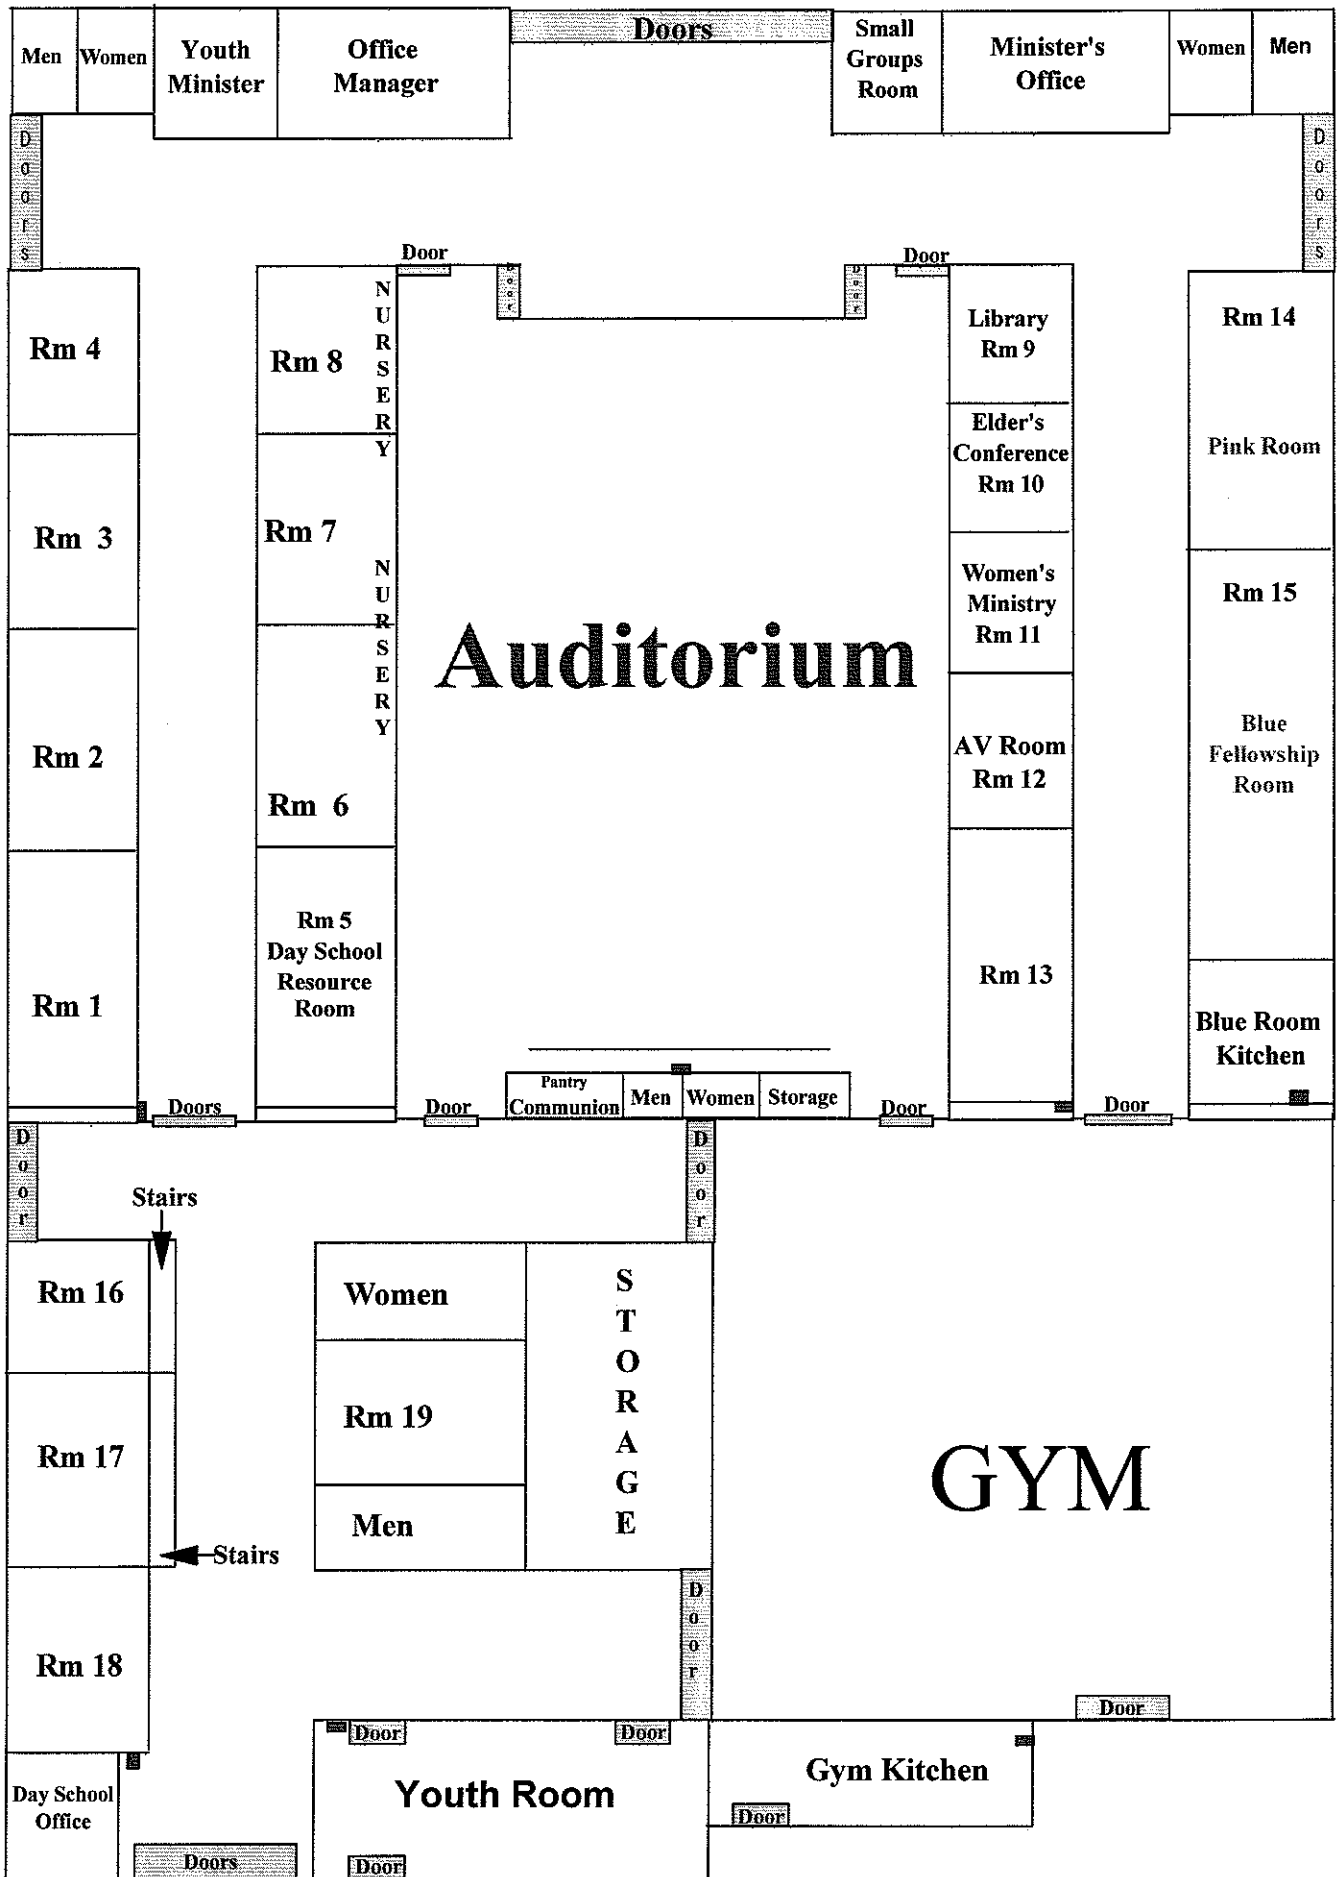 Men
Women
Youth
Minister
Office
Manager
Doors
Small
Groups
Room
Minister's
Office
Women
Men
Doors
Doors
Door
Door
Door
Door
Rm 4
Rm 8
NURSERY
Library
Rm 9
Rm 14
Pink Room
Elder's
Conference
Rm 10
Rm 3
Rm 7
NURSERY
Women's
Ministry
Rm 11
Rm 15
Auditorium
Rm 2
Rm 6
AV Room
Rm 12
Blue
Fellowship
Room
Rm 1
Rm 5
Day School
Resource
Room
Rm 13
Blue Room
Kitchen
Pantry
Communion
Men
Women
Storage
Doors
Door
Door
Door
Door
Door
Stairs
Rm 16
Women
STORAGE
Rm 17
Rm 19
GYM
Men
Stairs
Rm 18
Door
Door
Door
Door
Day School
Office
Youth Room
Gym Kitchen
Door
Doors
Door